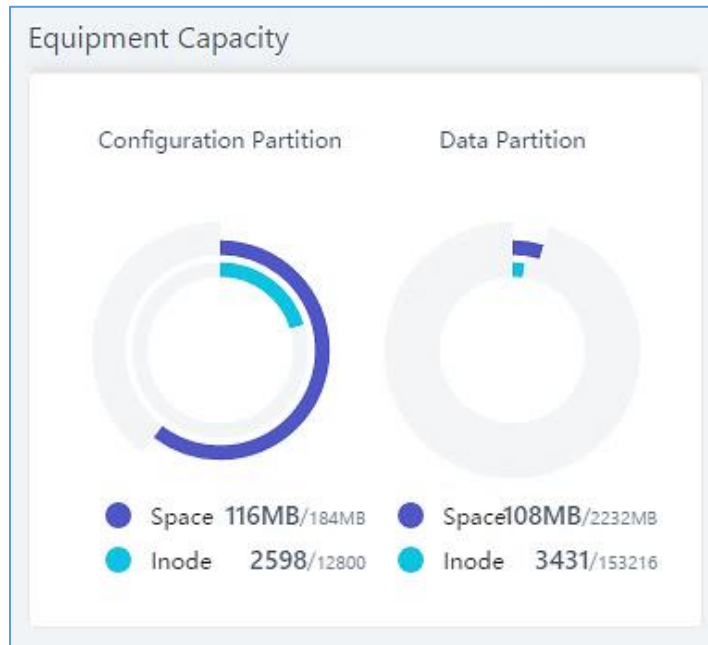 Equipment Capacity
Configuration Partition
Data Partition
Space 116MB/184MB
Inode 2598/12800
Space108MB/2232MB
Inode 3431/153216